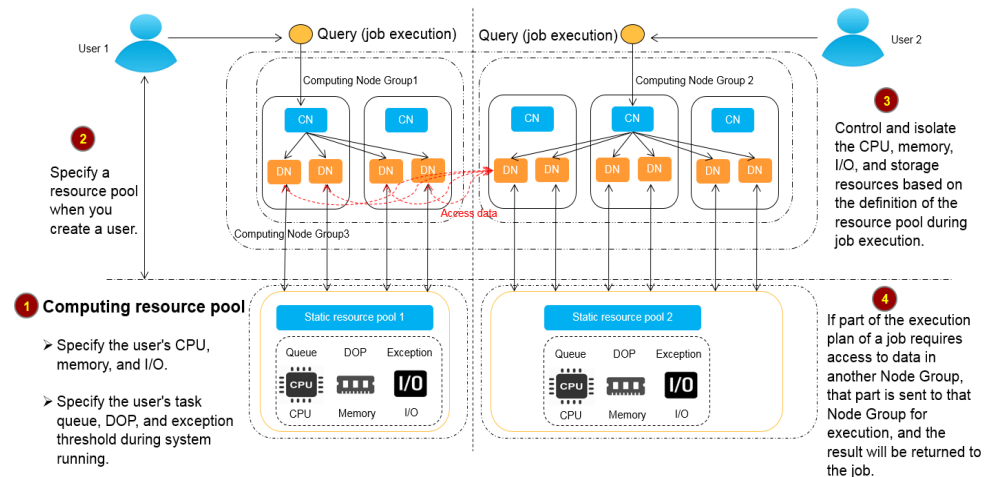 User 1
Query (job execution)
Query (job execution)
User 2
Computing Node Group1
Computing Node Group 2
CN
CN
CN
CN
CN
DN
DN
DN
DN
DN
DN
DN
DN
DN
DN
Access data
Computing Node Group3
2
Specify a
resource pool
when you
create a user.
3
Control and isolate
the CPU, memory,
I/O, and storage
resources based on
the definition of the
resource pool during
job execution.
1
Computing resource pool
➢ Specify the user's CPU,
memory, and I/O.
➢ Specify the user's task
queue, DOP, and exception
threshold during system
running.
Static resource pool 1
Queue
DOP
Exception
CPU
I/O
CPU
Memory
I/O
Static resource pool 2
Queue
DOP
Exception
CPU
I/O
CPU
Memory
I/O
4
If part of the execution
plan of a job requires
access to data in
another Node Group,
that part is sent to that
Node Group for
execution, and the
result will be returned to
the job.